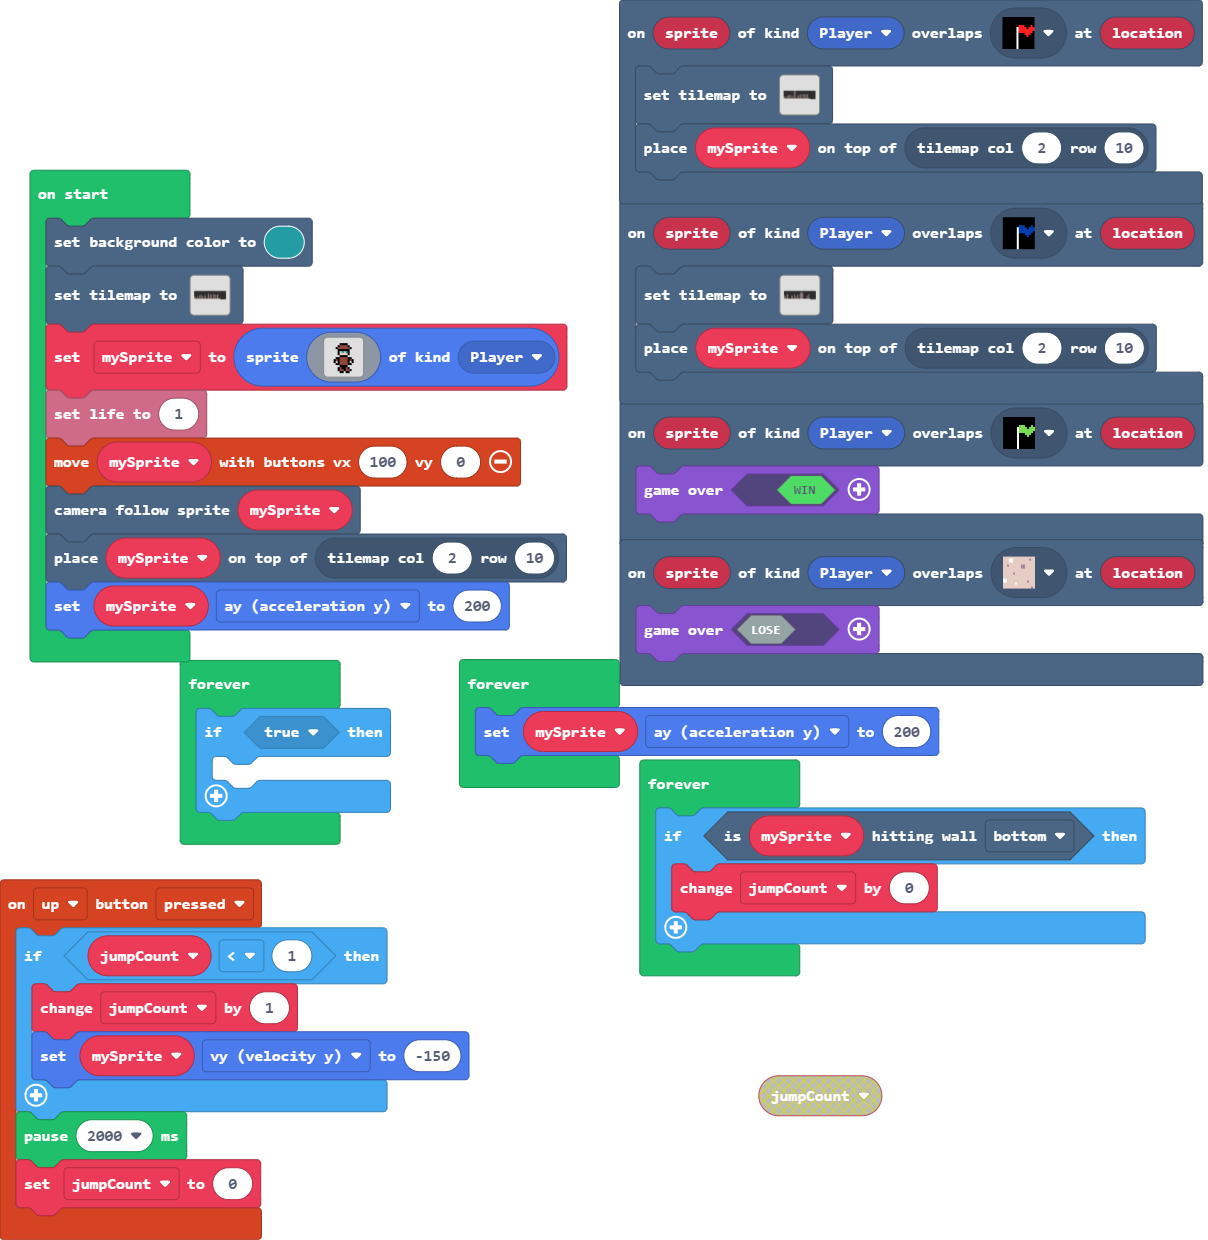 on start
set background color to
set tilemap to
set mySprite to sprite of kind Player
set life to 1
move mySprite with buttons vx 100 vy 0
camera follow sprite mySprite
place mySprite on top of tilemap col 2 row 10
set mySprite ay (acceleration y) to 200
on sprite of kind Player overlaps at location
set tilemap to
place mySprite on top of tilemap col 2 row 10
on sprite of kind Player overlaps at location
set tilemap to
place mySprite on top of tilemap col 2 row 10
on sprite of kind Player overlaps at location
game over WIN
on sprite of kind Player overlaps at location
game over LOSE
forever
if true then
forever
set mySprite ay (acceleration y) to 200
forever
if is mySprite hitting wall bottom then
change jumpCount by 0
on up button pressed
if jumpCount < 1 then
change jumpCount by 1
set mySprite vy (velocity y) to -150
pause 2000 ms
set jumpCount to 0
jumpCount